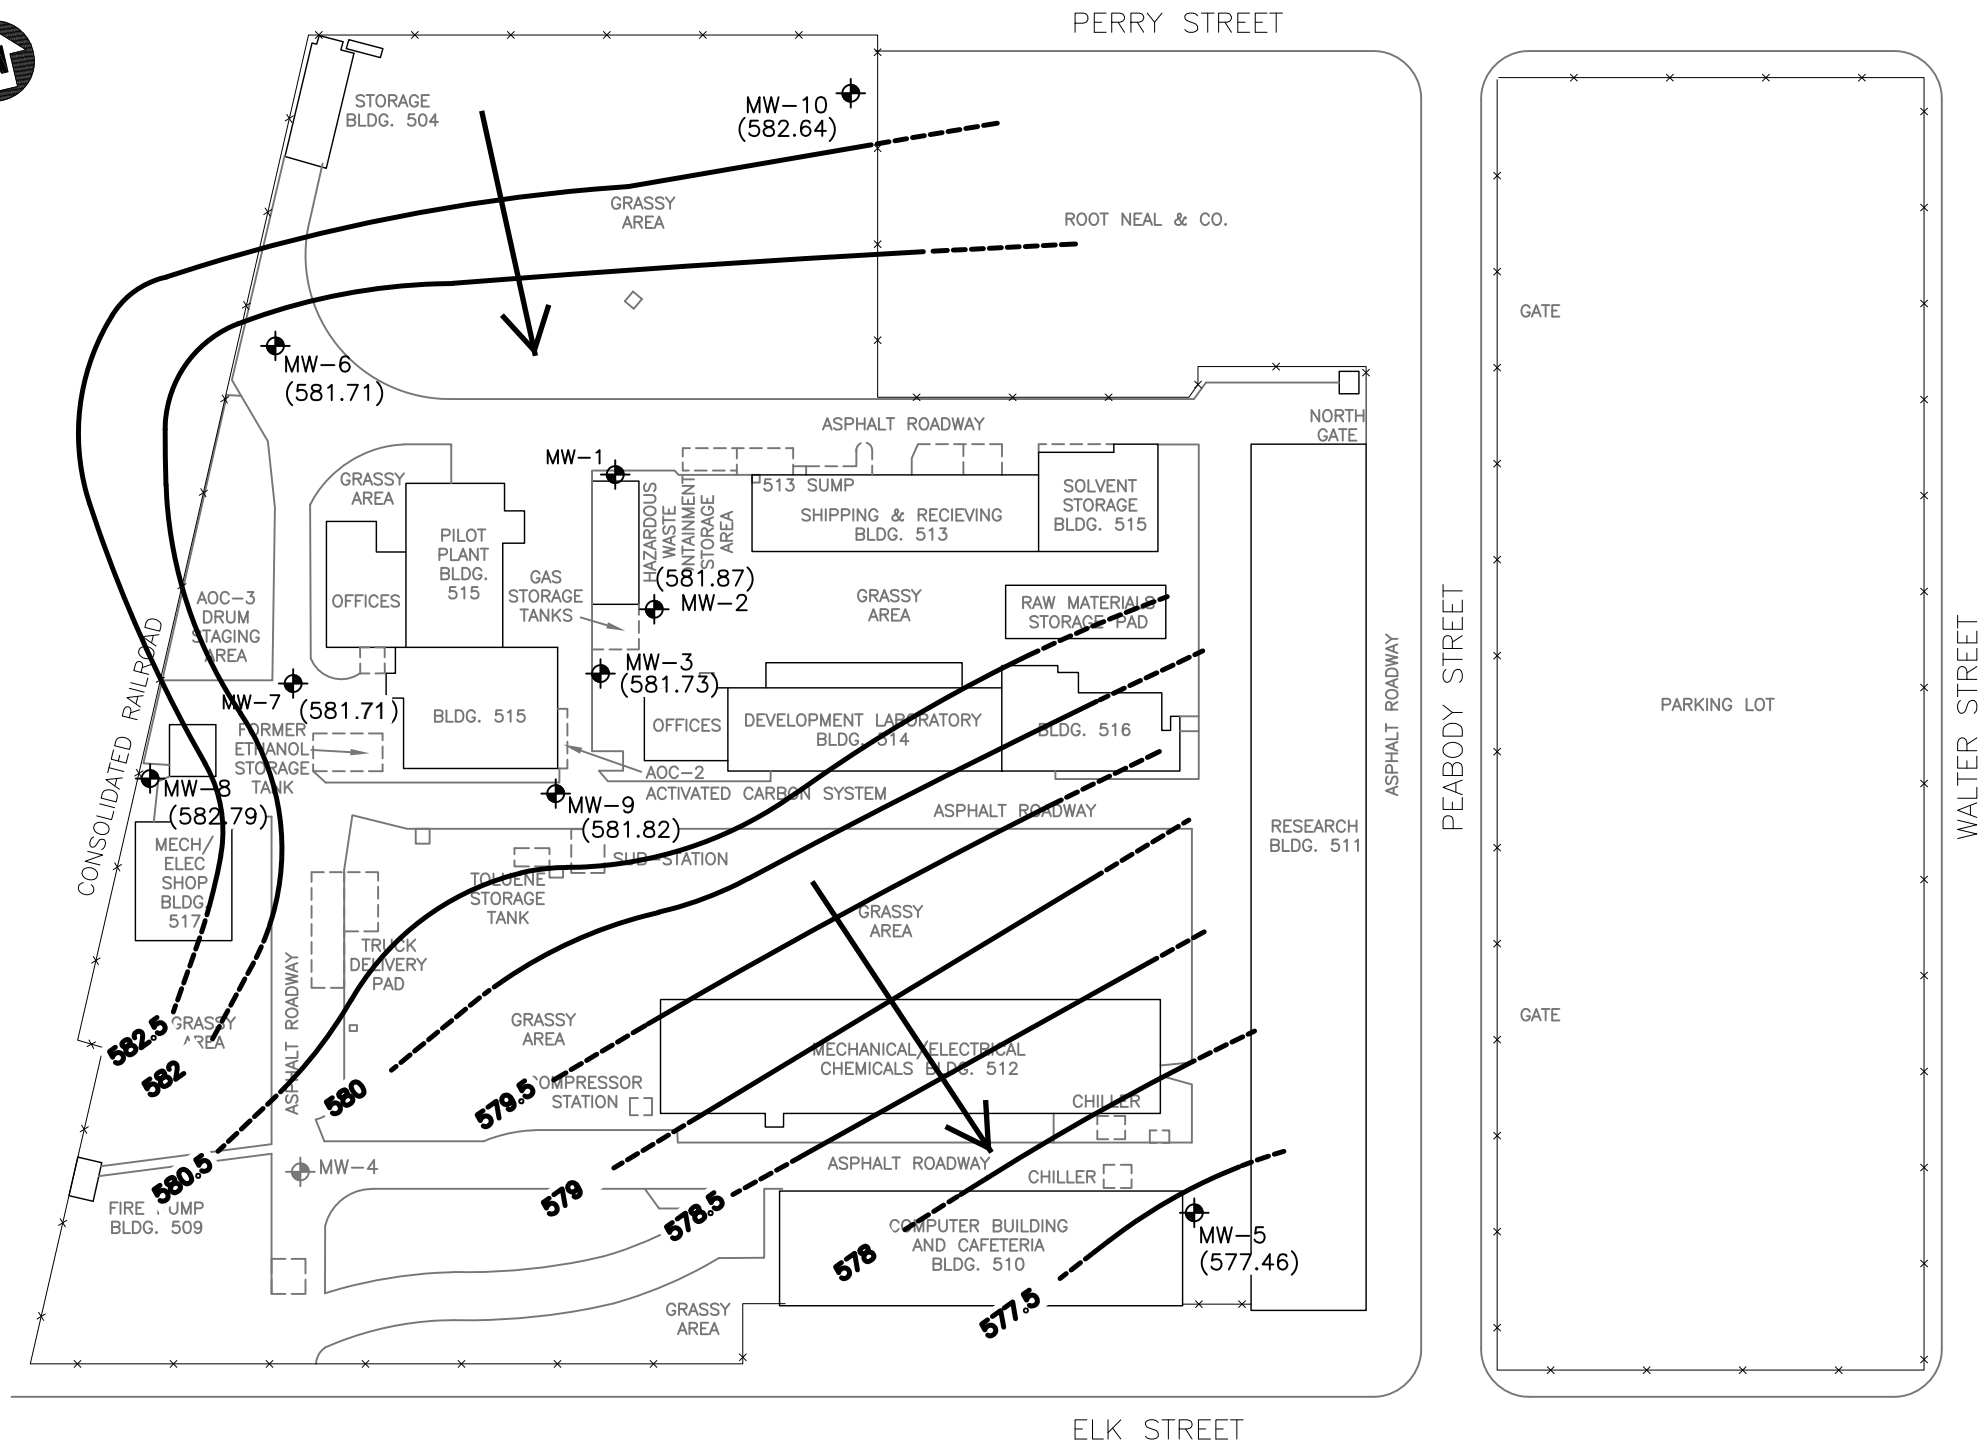 PERRY STREET
STORAGE
BLDG. 504
MW-10
(582.64)
GRASSY
AREA
ROOT NEAL & CO.
GATE
MW-6
(581.71)
ASPHALT ROADWAY
NORTH
GATE
MW-1
GRASSY
AREA
PILOT
PLANT
BLDG.
515
OFFICES
HAZARDOUS
WASTE
ONTAINMENT
STORAGE
AREA
513 SUMP
SHIPPING & RECIEVING
BLDG. 513
SOLVENT
STORAGE
BLDG. 515
GAS
STORAGE
TANKS
(581.87)
MW-2
GRASSY
AREA
RAW MATERIALS
STORAGE PAD
AOC-3
DRUM
STAGING
AREA
CONSOLIDATED RAILROAD
MW-3
(581.73)
MW-7
(581.71)
BLDG. 515
OFFICES
DEVELOPMENT LABORATORY
BLDG. 514
BLDG. 516
ASPHALT ROADWAY
PEABODY STREET
PARKING LOT
WALTER STREET
FORMER
ETHANOL
STORAGE
TANK
MW-8
(582.79)
AOC-2
ACTIVATED CARBON SYSTEM
MW-9
(581.82)
ASPHALT ROADWAY
MECH/
ELEC
SHOP
BLDG.
517
SUB-STATION
TOLUENE
STORAGE
TANK
RESEARCH
BLDG. 511
GRASSY
AREA
TRUCK
DELIVERY
PAD
ASPHALT ROADWAY
582.5
GRASSY
AREA
582
GRASSY
AREA
MECHANICAL/ELECTRICAL
CHEMICALS BLDG. 512
GATE
580
579.5
OMPRESSOR
STATION
CHILLER
MW-4
580.5
ASPHALT ROADWAY
CHILLER
579
578.5
FIRE PUMP
BLDG. 509
COMPUTER BUILDING
AND CAFETERIA
BLDG. 510
578
MW-5
(577.46)
577.5
GRASSY
AREA
ELK STREET